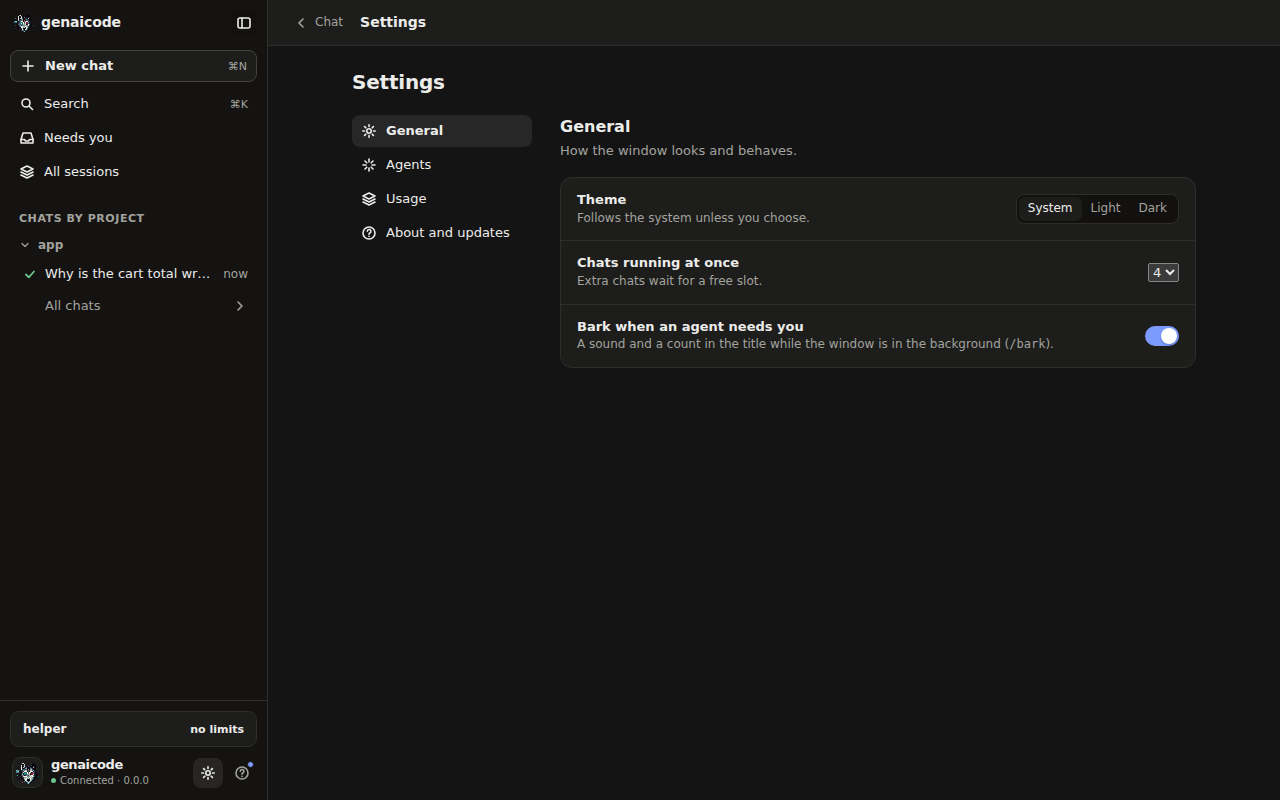 genaicode
New chat ⌘N
Search ⌘K
Needs you
All sessions
CHATS BY PROJECT
app
Why is the cart total wr… now
All chats
helper no limits
genaicode
Connected · 0.0.0
Chat Settings
Settings
General
Agents
Usage
About and updates
General
How the window looks and behaves.
Theme
Follows the system unless you choose.
System Light Dark
Chats running at once
Extra chats wait for a free slot.
4
Bark when an agent needs you
A sound and a count in the title while the window is in the background (/bark).